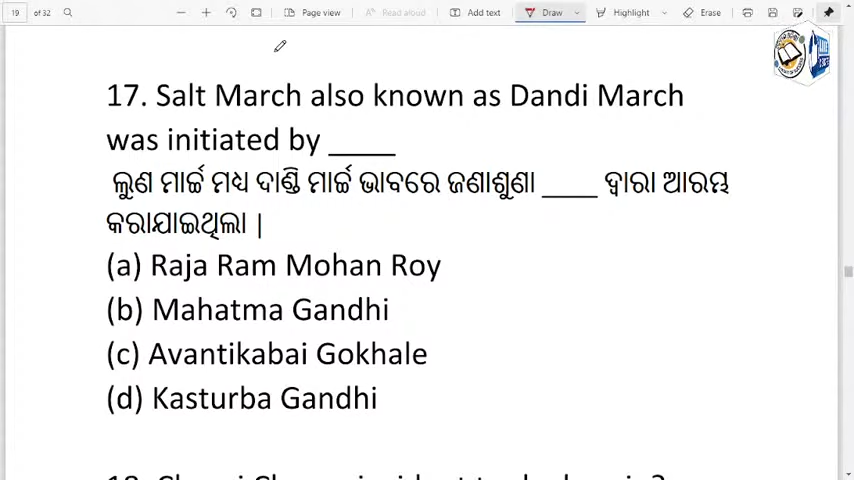 19 of 32 Page view Read aloud Add text Draw Highlight Erase
17. Salt March also known as Dandi March
was initiated by ____
ଲୁଣ ମାର୍ଚ୍ଚ ମଧ୍ୟ ଦାଣ୍ଡି ମାର୍ଚ୍ଚ ଭାବରେ ଜଣାଶୁଣା ____ ଦ୍ୱାରା ଆରମ୍ଭ
କରାଯାଇଥିଲା |
(a) Raja Ram Mohan Roy
(b) Mahatma Gandhi
(c) Avantikabai Gokhale
(d) Kasturba Gandhi